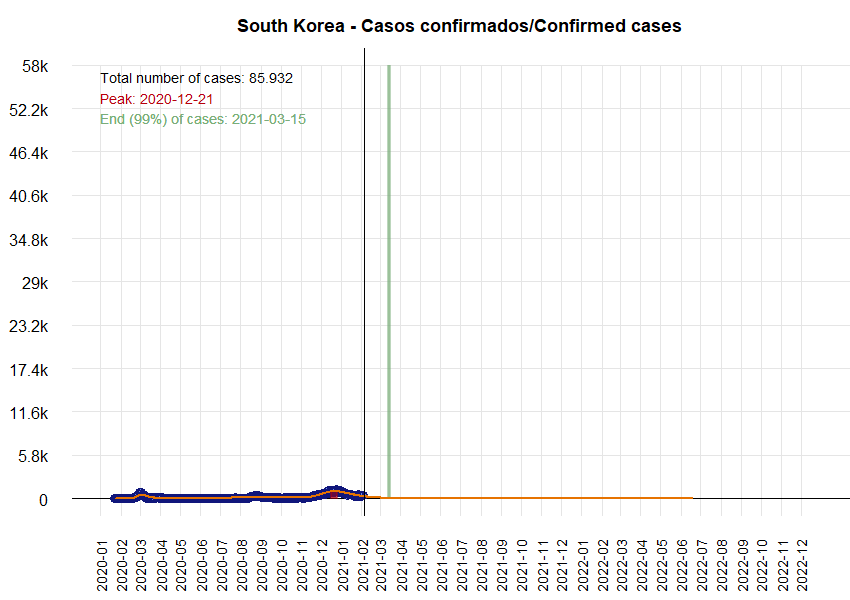 South Korea - Casos confirmados/Confirmed cases
58k
Total number of cases: 85.932
Peak: 2020-12-21
52.2k
End (99%) of cases: 2021-03-15
46.4k
40.6k
34.8k
29k
23.2k
17.4k
11.6k
5.8k
0
2020-01
2020-02
2020-03
2020-04
2020-05
2020-06
2020-07
2020-08
2020-09
2020-10
2020-11
2020-12
2021-01
2021-02
2021-03
2021-04
2021-06
2021-07
2021-08
2021-09
2021-10
2021-11
2021-12
2022-01
2022-02
2022-03
2022-04
2022-05
2022-06
2022-07
2022-08
2022-09
2022-10
2022-11
2022-12